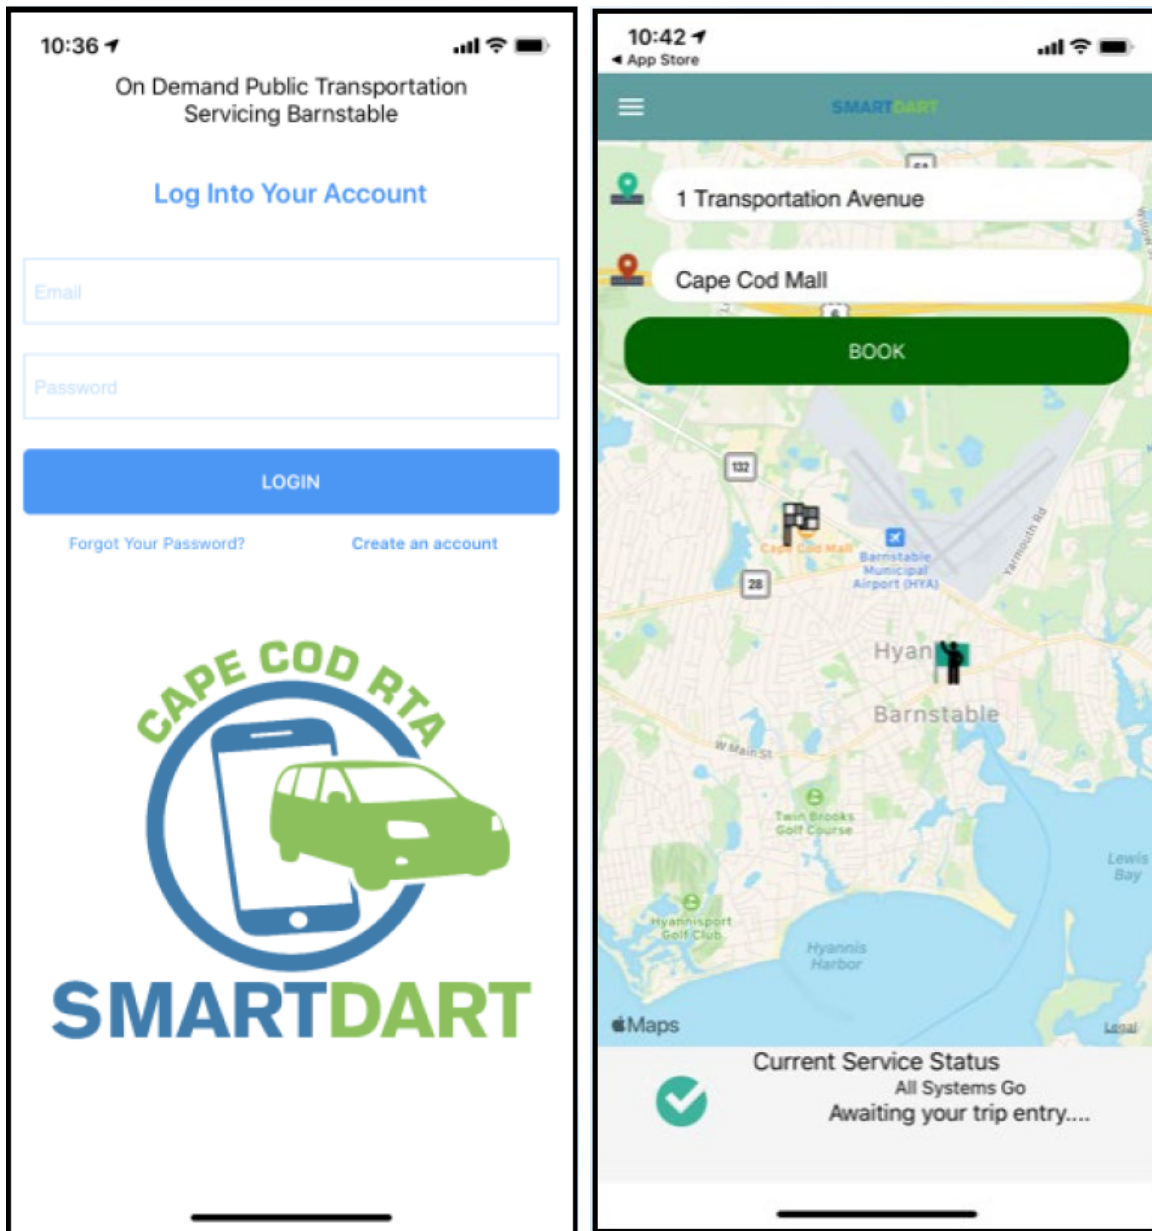 10:36
On Demand Public Transportation
Servicing Barnstable
Log Into Your Account
Email
Password
LOGIN
Forgot Your Password?
Create an account
CAPE COD RTA
SMARTDART
10:42
App Store
SMARTDART
1 Transportation Avenue
Cape Cod Mall
6
BOOK
132
Cape Cod Mall
Barnstable
Municipal
Airport (HYA)
Yarmouth Rd
28
Hyan
Barnstable
W Main St
Twin Brooks
Golf Course
Lewis
Bay
Hyannisport
Golf Club
Hyannis
Harbor
Maps
Legal
Current Service Status
All Systems Go
Awaiting your trip entry....